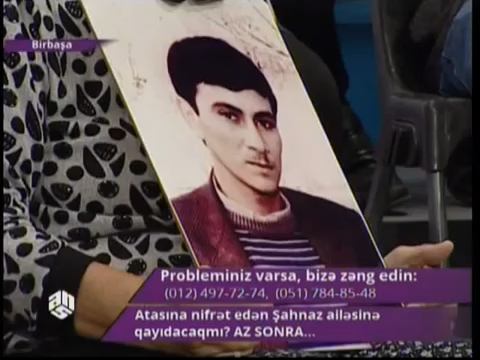 Birbaşa
Probleminiz varsa, bizə zəng edin:
(012) 497-72-74, (051) 784-85-48
Atasına nifrət edən Şahnaz ailəsinə
qayıdacaqmı? AZ SONRA...
ANS